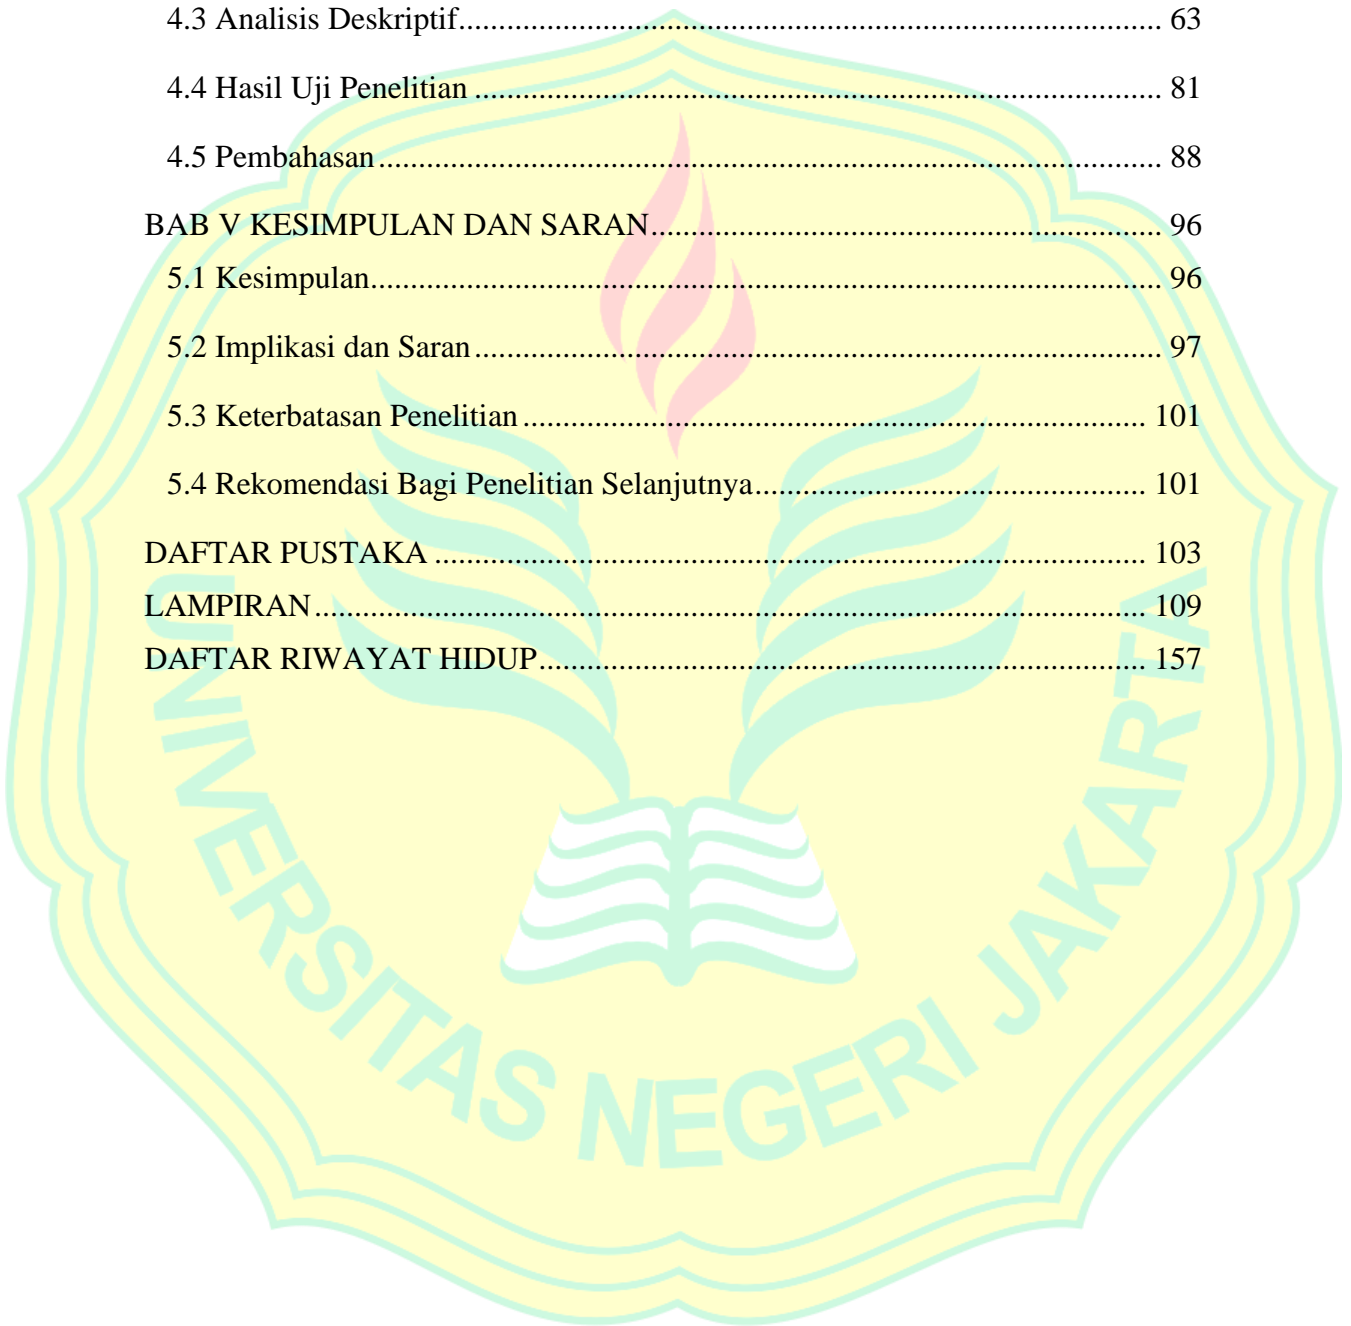 4.3 Analisis Deskriptif.......................................................................................... 63
4.4 Hasil Uji Penelitian ........................................................................................ 81
4.5 Pembahasan.................................................................................................... 88
BAB V KESIMPULAN DAN SARAN................................................................. 96
5.1 Kesimpulan..................................................................................................... 96
5.2 Implikasi dan Saran ........................................................................................ 97
5.3 Keterbatasan Penelitian ................................................................................ 101
5.4 Rekomendasi Bagi Penelitian Selanjutnya.................................................. 101
DAFTAR PUSTAKA ........................................................................................... 103
LAMPIRAN.......................................................................................................... 109
DAFTAR RIWAYAT HIDUP............................................................................. 157
UNIVERSITAS NEGERI JAKARTA